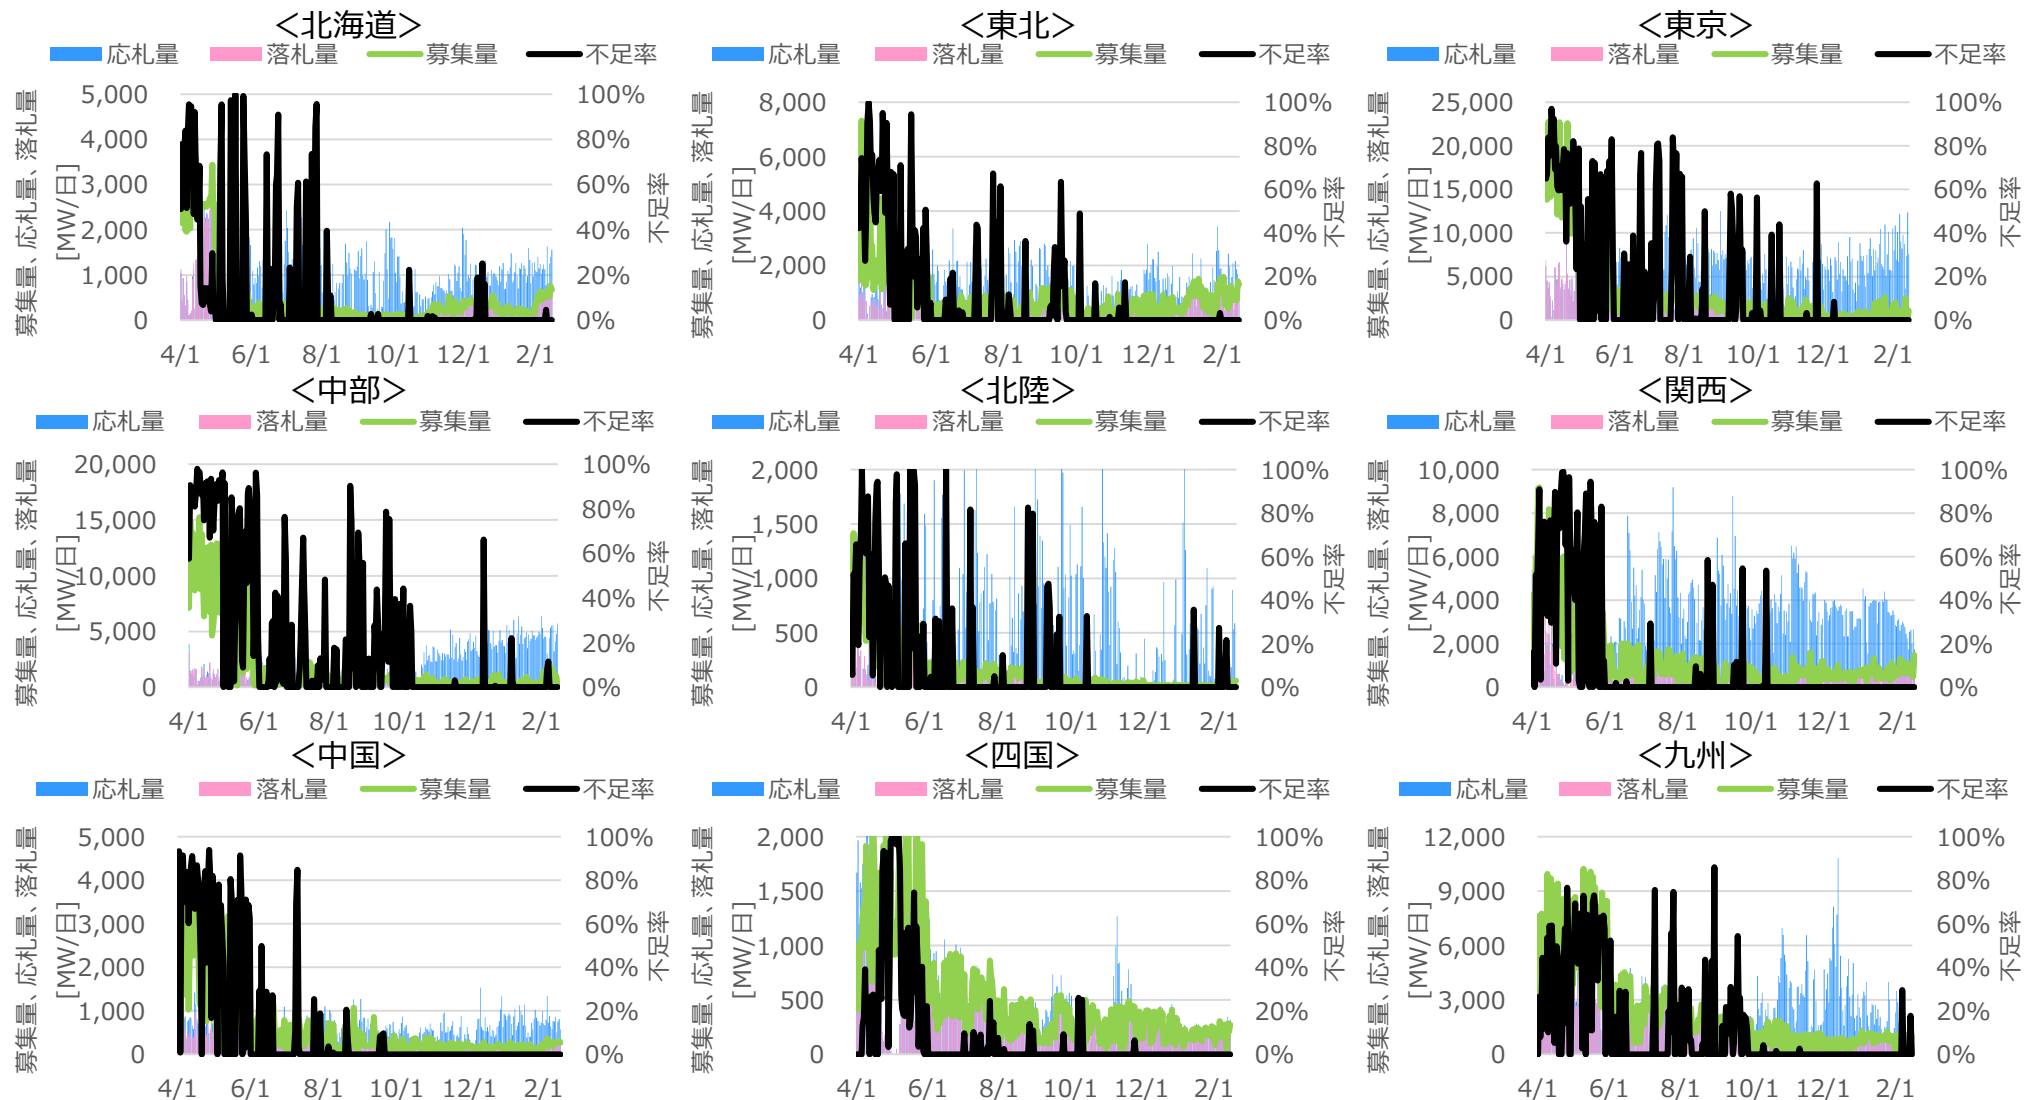 ＜北海道＞
応札量 落札量 募集量 不足率
募集量、応札量、落札量
[MW/日]
5,000
4,000
3,000
2,000
1,000
0
100%
80%
60%
40%
20%
0%
不足率
4/1 6/1 8/1 10/1 12/1 2/1
＜東北＞
応札量 落札量 募集量 不足率
募集量、応札量、落札量
[MW/日]
8,000
6,000
4,000
2,000
0
100%
80%
60%
40%
20%
0%
不足率
4/1 6/1 8/1 10/1 12/1 2/1
＜東京＞
応札量 落札量 募集量 不足率
募集量、応札量、落札量
[MW/日]
25,000
20,000
15,000
10,000
5,000
0
100%
80%
60%
40%
20%
0%
不足率
4/1 6/1 8/1 10/1 12/1 2/1
＜中部＞
応札量 落札量 募集量 不足率
募集量、応札量、落札量
[MW/日]
20,000
15,000
10,000
5,000
0
100%
80%
60%
40%
20%
0%
不足率
4/1 6/1 8/1 10/1 12/1 2/1
＜北陸＞
応札量 落札量 募集量 不足率
募集量、応札量、落札量
[MW/日]
2,000
1,500
1,000
500
0
100%
80%
60%
40%
20%
0%
不足率
4/1 6/1 8/1 10/1 12/1 2/1
＜関西＞
応札量 落札量 募集量 不足率
募集量、応札量、落札量
[MW/日]
10,000
8,000
6,000
4,000
2,000
0
100%
80%
60%
40%
20%
0%
不足率
4/1 6/1 8/1 10/1 12/1 2/1
＜中国＞
応札量 落札量 募集量 不足率
募集量、応札量、落札量
[MW/日]
5,000
4,000
3,000
2,000
1,000
0
100%
80%
60%
40%
20%
0%
不足率
4/1 6/1 8/1 10/1 12/1 2/1
＜四国＞
応札量 落札量 募集量 不足率
募集量、応札量、落札量
[MW/日]
2,000
1,500
1,000
500
0
100%
80%
60%
40%
20%
0%
不足率
4/1 6/1 8/1 10/1 12/1 2/1
＜九州＞
応札量 落札量 募集量 不足率
募集量、応札量、落札量
[MW/日]
12,000
9,000
6,000
3,000
0
100%
80%
60%
40%
20%
0%
不足率
4/1 6/1 8/1 10/1 12/1 2/1